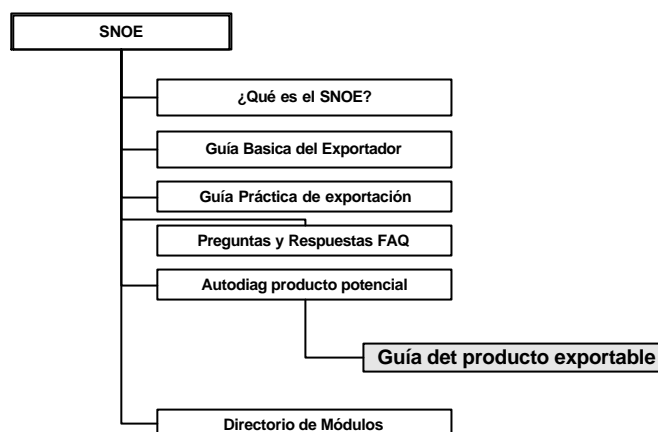 SNOE
¿Qué es el SNOE?
Guía Basica del Exportador
Guía Práctica de exportación
Preguntas y Respuestas FAQ
Autodiag producto potencial
Guía det producto exportable
Directorio de Módulos